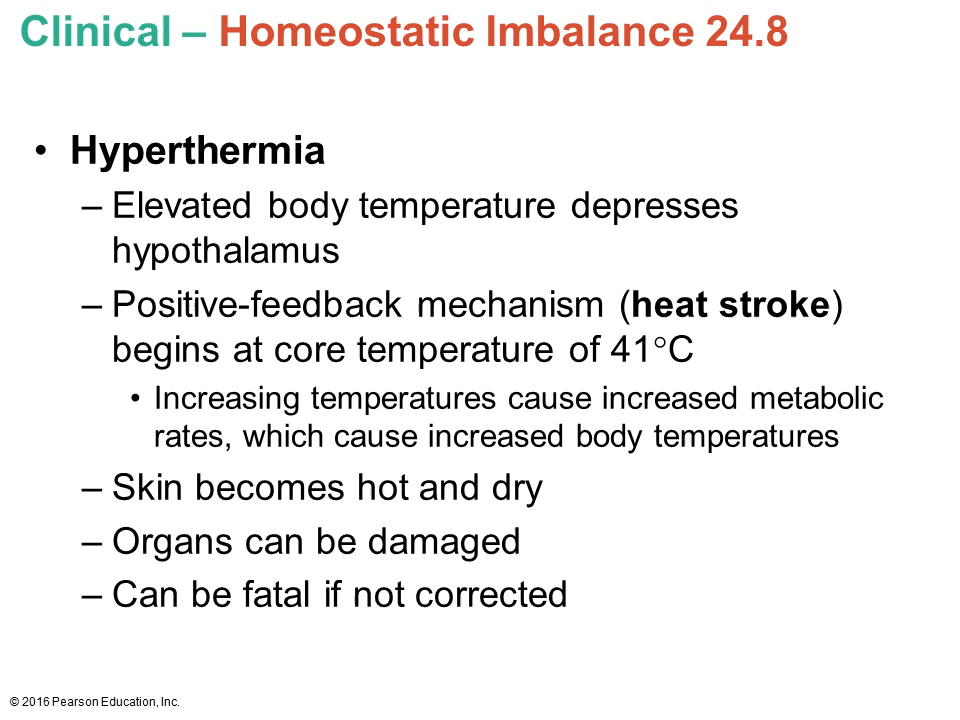 Clinical – Homeostatic Imbalance 24.8
• Hyperthermia
– Elevated body temperature depresses
hypothalamus
– Positive-feedback mechanism (heat stroke)
begins at core temperature of 41°C
• Increasing temperatures cause increased metabolic
rates, which cause increased body temperatures
– Skin becomes hot and dry
– Organs can be damaged
– Can be fatal if not corrected
© 2016 Pearson Education, Inc.